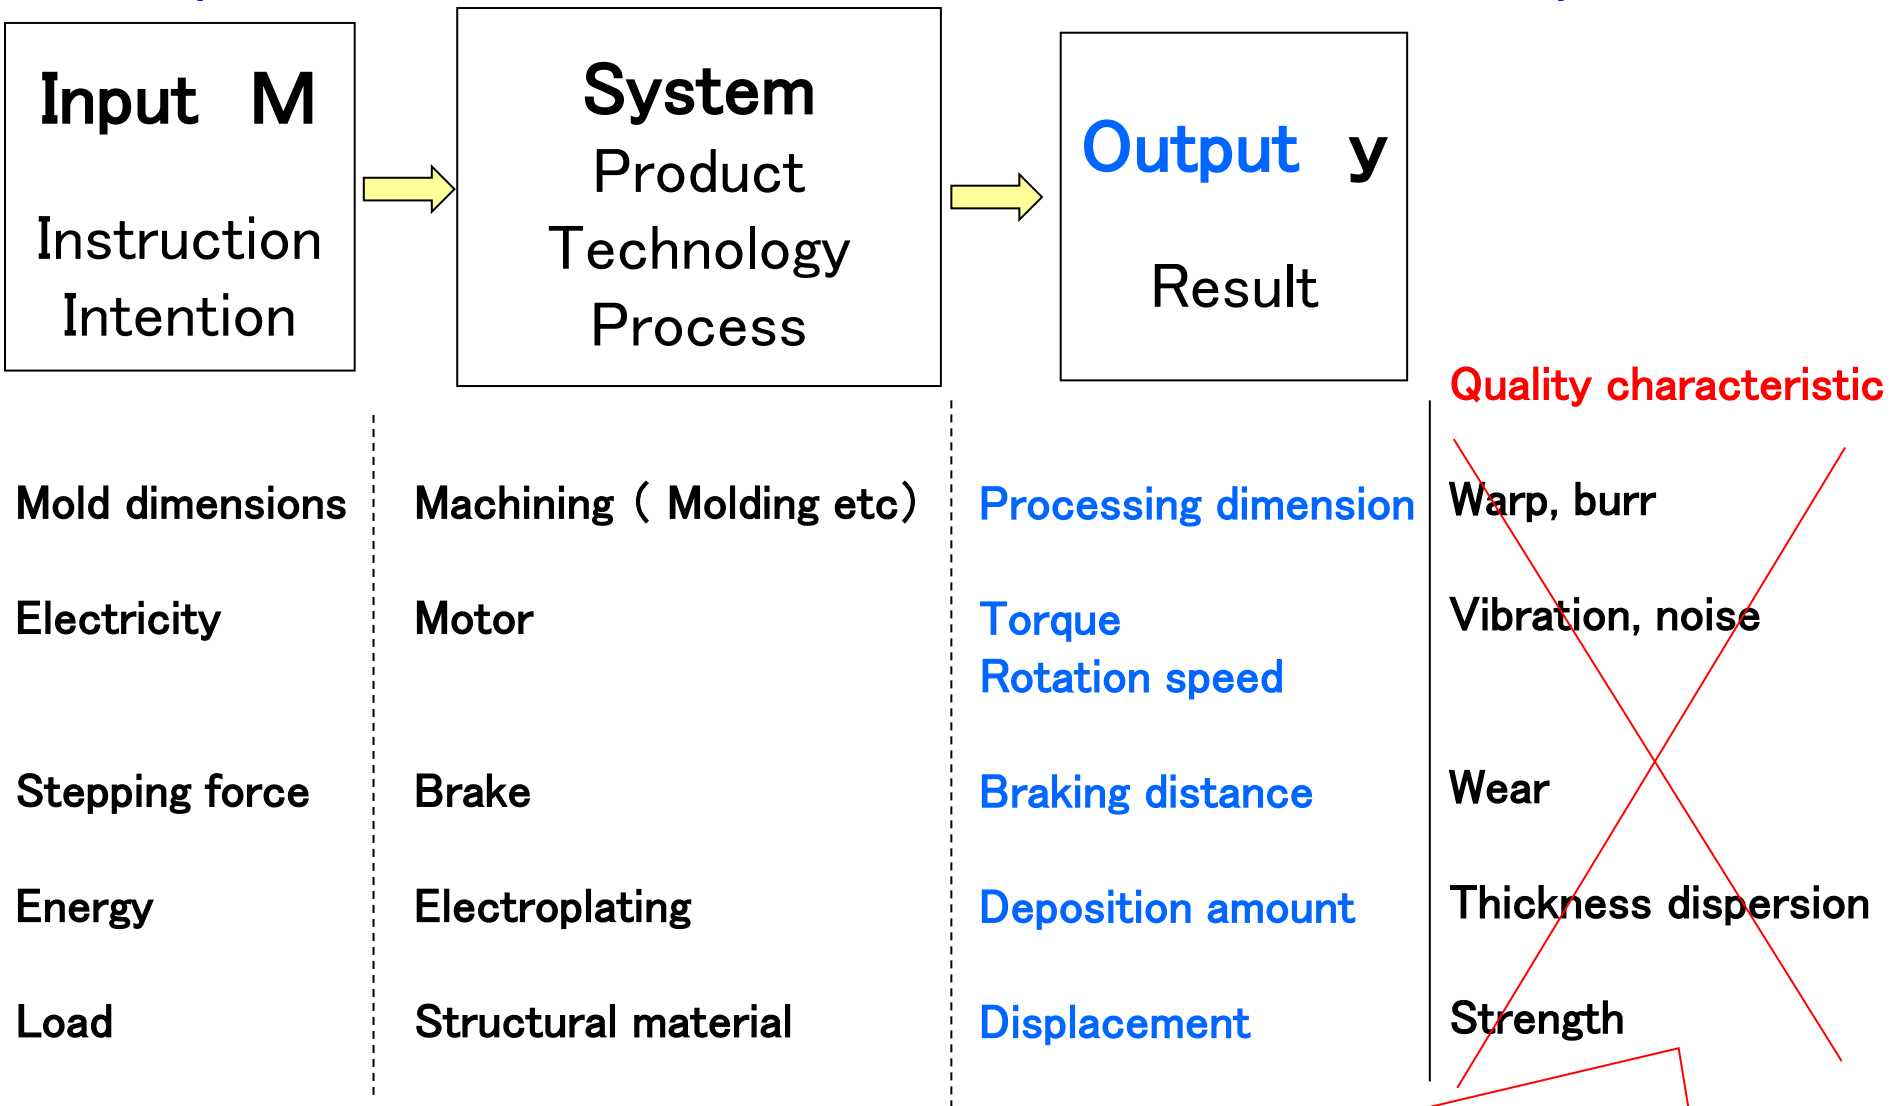 Input M
Instruction
Intention
System
Product
Technology
Process
Output y
Result
Quality characteristic
Mold dimensions
Machining ( Molding etc)
Processing dimension
Warp, burr
Electricity
Motor
Torque
Rotation speed
Vibration, noise
Stepping force
Brake
Braking distance
Wear
Energy
Electroplating
Deposition amount
Thickness dispersion
Load
Structural material
Displacement
Strength